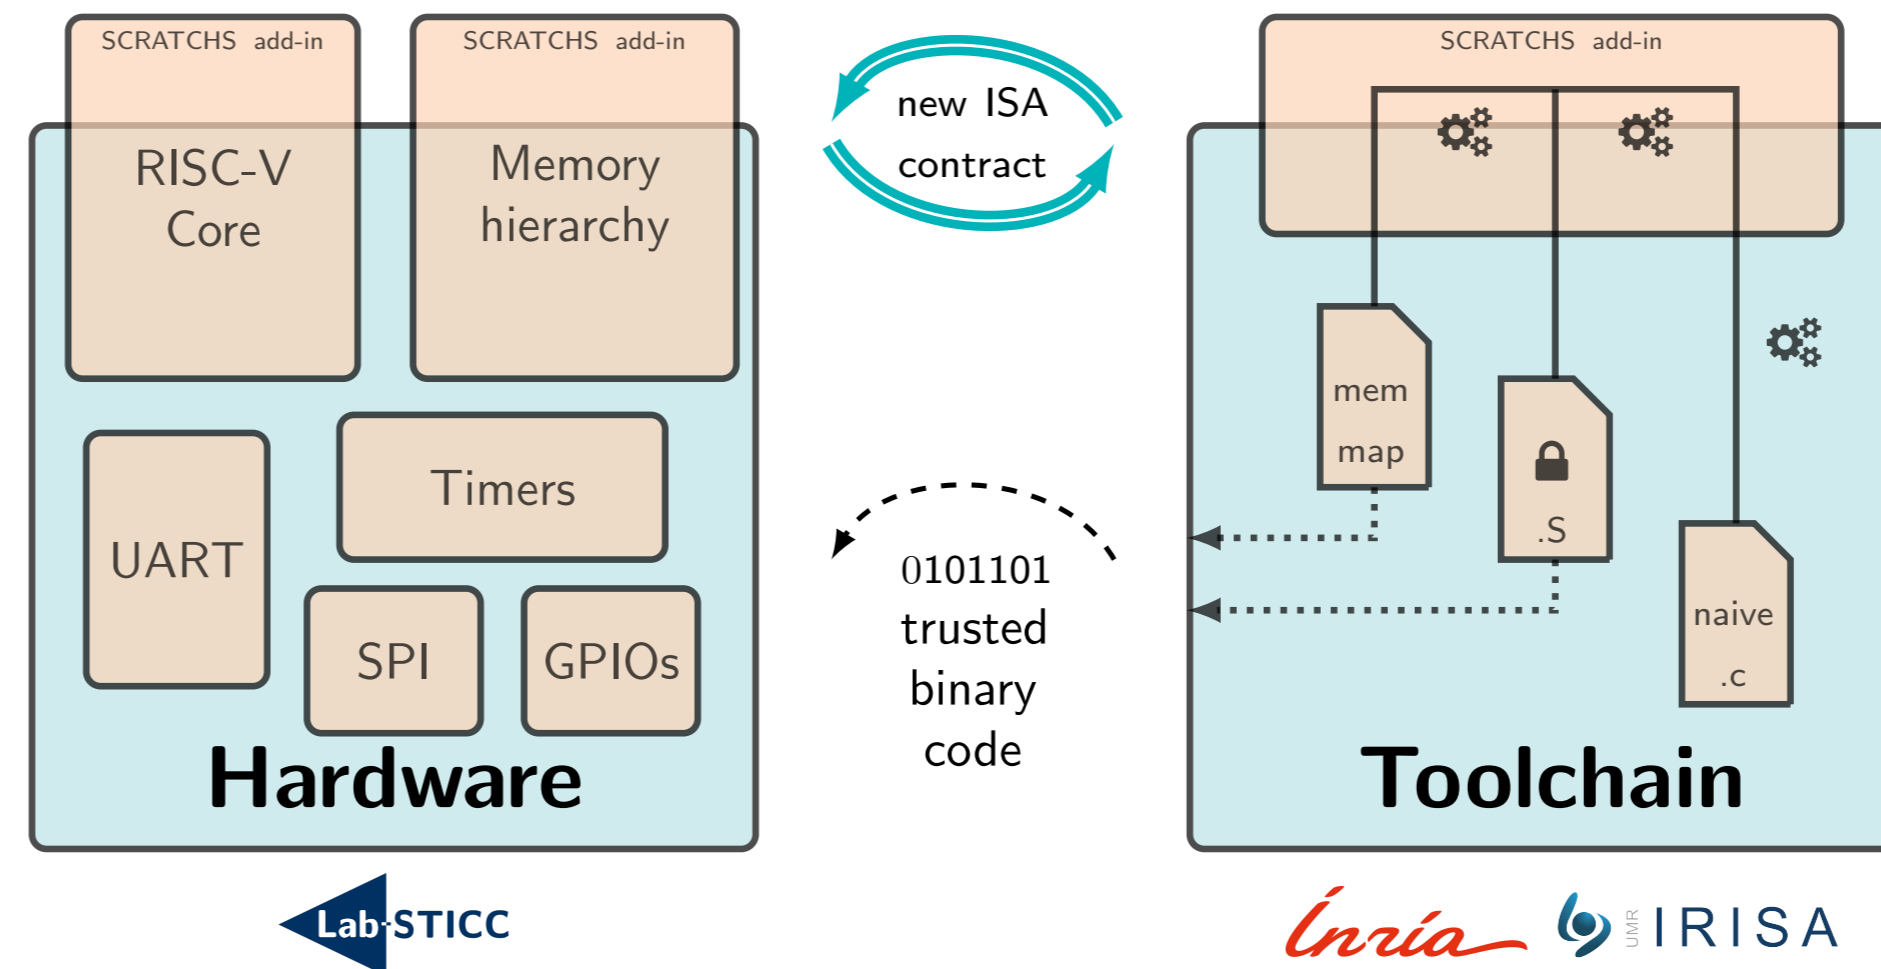 SCRATCHS add-in
RISC-V
Core
SCRATCHS add-in
Memory
hierarchy
UART
Timers
SPI
GPIOs
Hardware
Lab-STICC
new ISA
contract
0101101
trusted
binary
code
SCRATCHS add-in
mem
map
.S
naive
.c
Toolchain
Inría
UMR IRISA